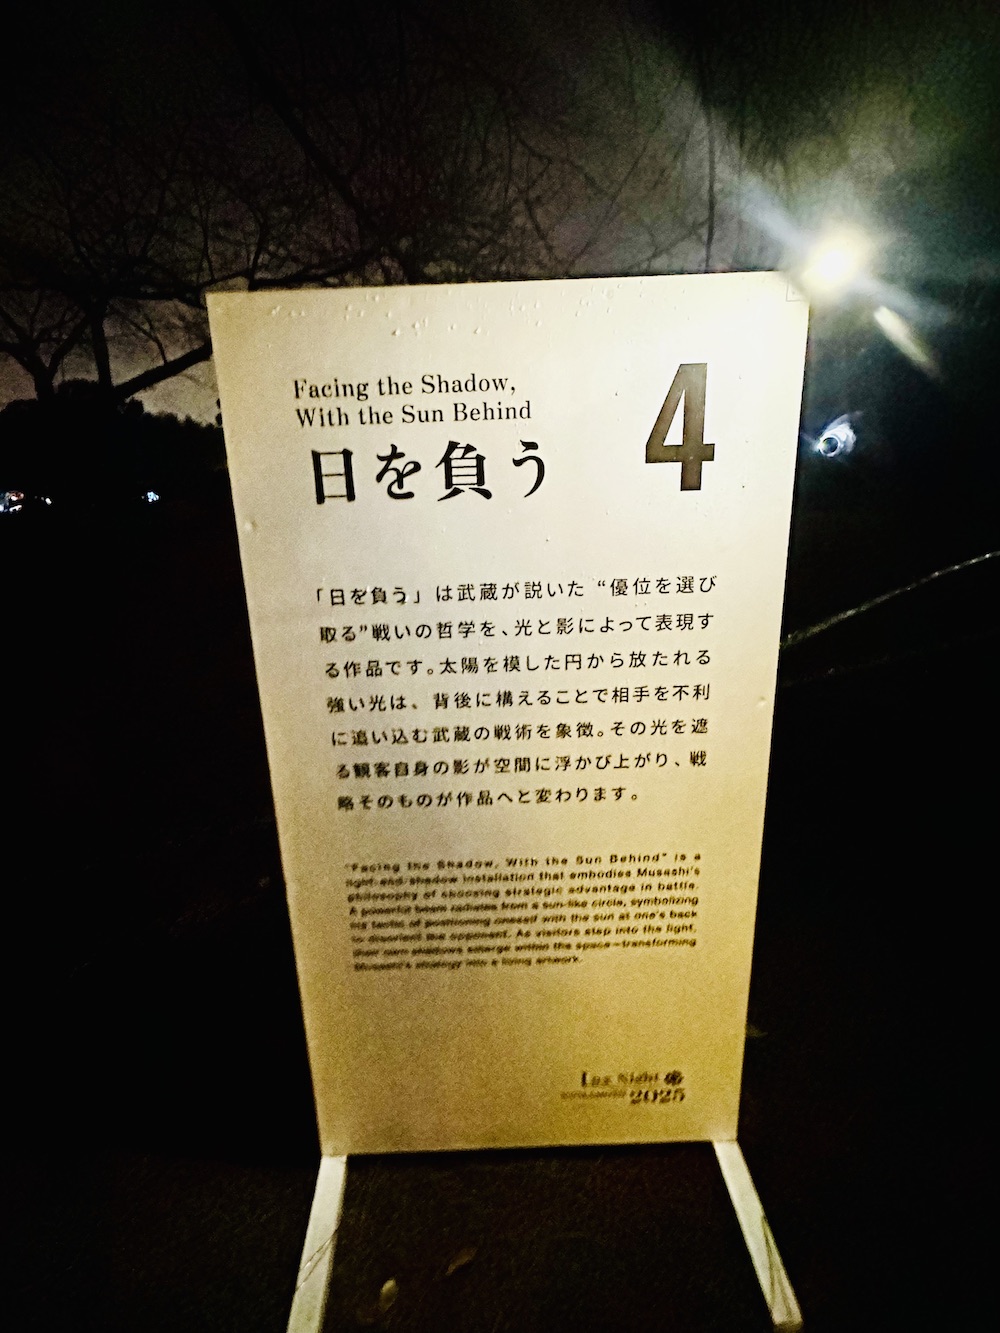 Facing the Shadow,
With the Sun Behind
日を負う
4
「日を負う」は武蔵が説いた “優位を選び
取る”戦いの哲学を、光と影によって表現す
る作品です。太陽を模した円から放たれる
強い光は、背後に構えることで相手を不利
に追い込む武蔵の戦術を象徴。その光を遮
る観客自身の影が空間に浮かび上がり、戦
略そのものが作品へと変わります。
"Facing the Shadow, With the Sun Behind" is a
light-and-shadow installation that embodies Musashi's
philosophy of choosing strategic advantage in battle.
A powerful beam radiates from a sun-like circle, symbolizing
his tactic of positioning oneself with the sun at one's back
to disorient the opponent. As visitors step into the light,
their own shadows emerge within the space—transforming
Musashi's strategy into a living artwork.
Night
2025